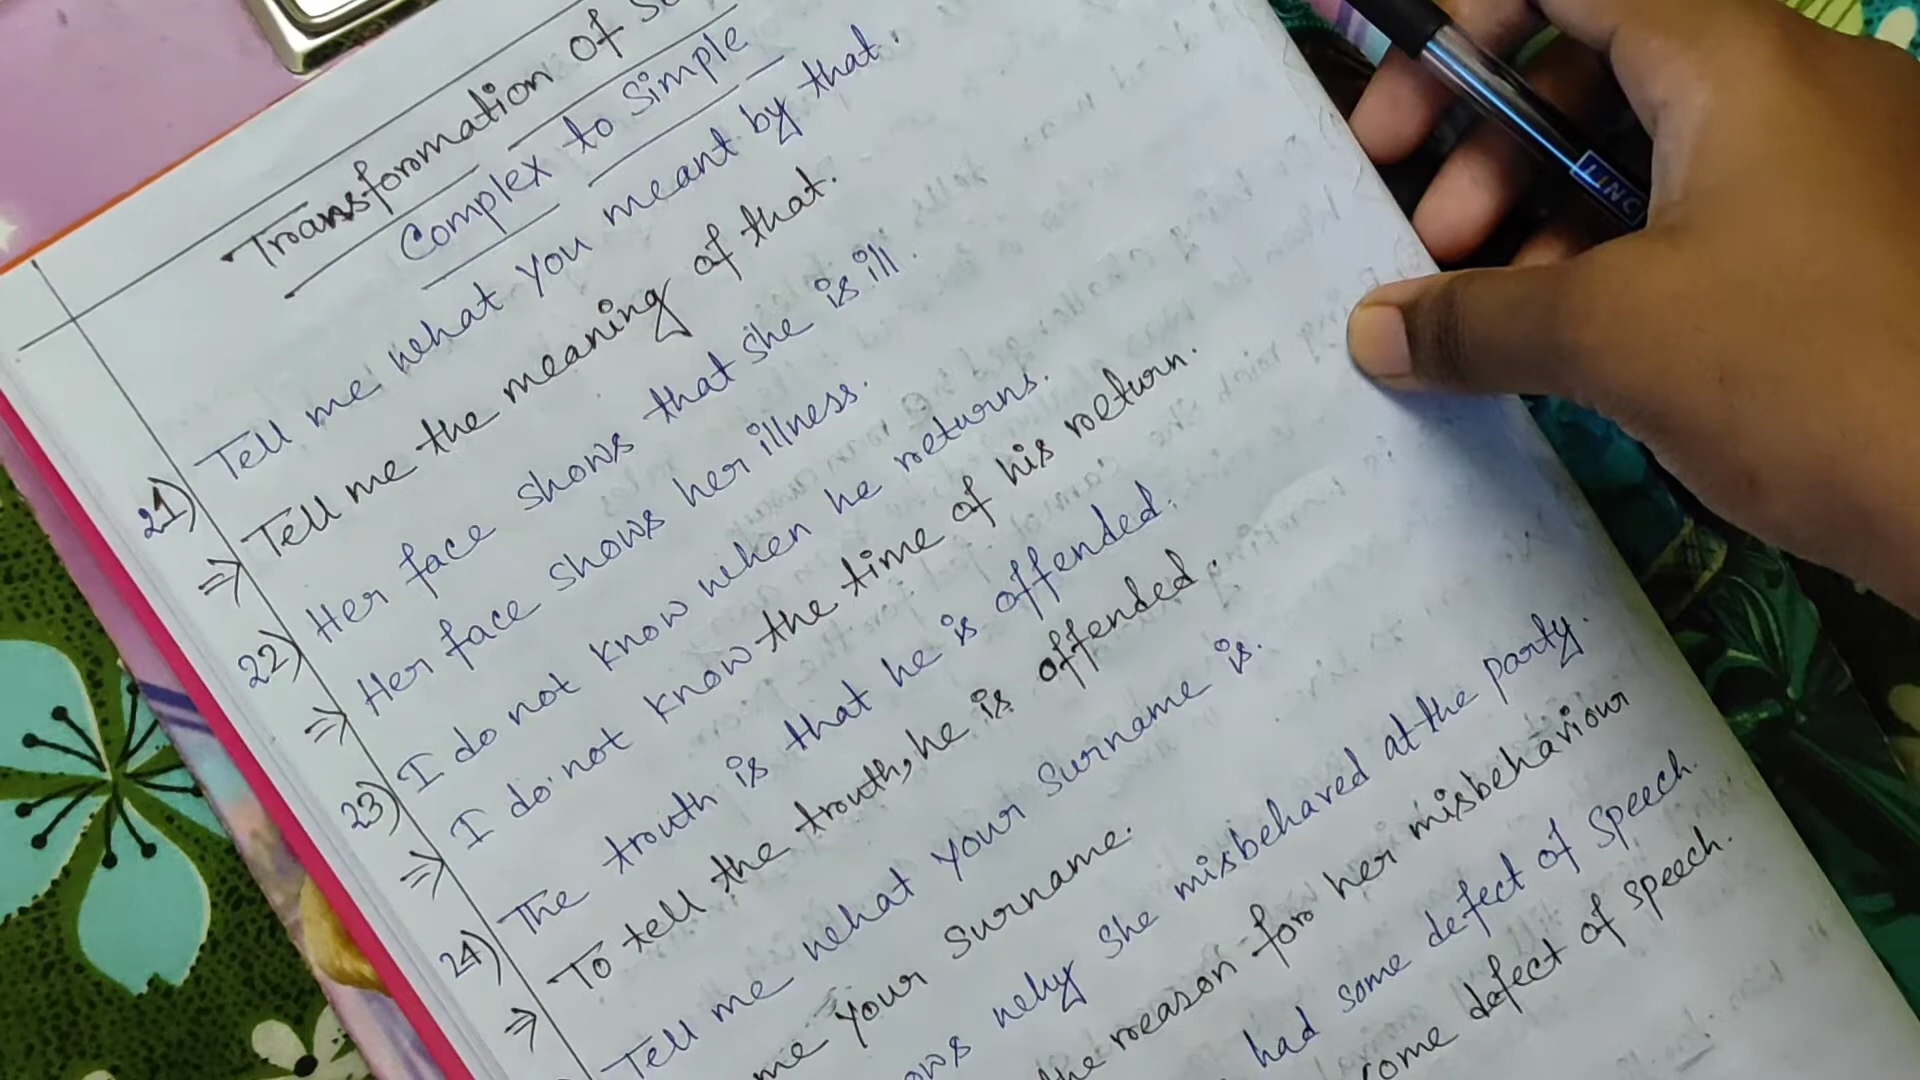 Transformation of
Complex to Simple
21) Tell me what you meant by that.
⇒ Tell me the meaning of that.
22) Her face shows that she is ill.
⇒ Her face shows her illness.
23) I do not know when he returns.
⇒ I do not know the time of his return.
24) The truth is that he is offended.
⇒ To tell the truth, he is offended.
Tell me what your surname is.
me your surname.
why she misbehaved at the party.
the reason for her misbehaviour
had some defect of speech.
some defect of speech.
LINC